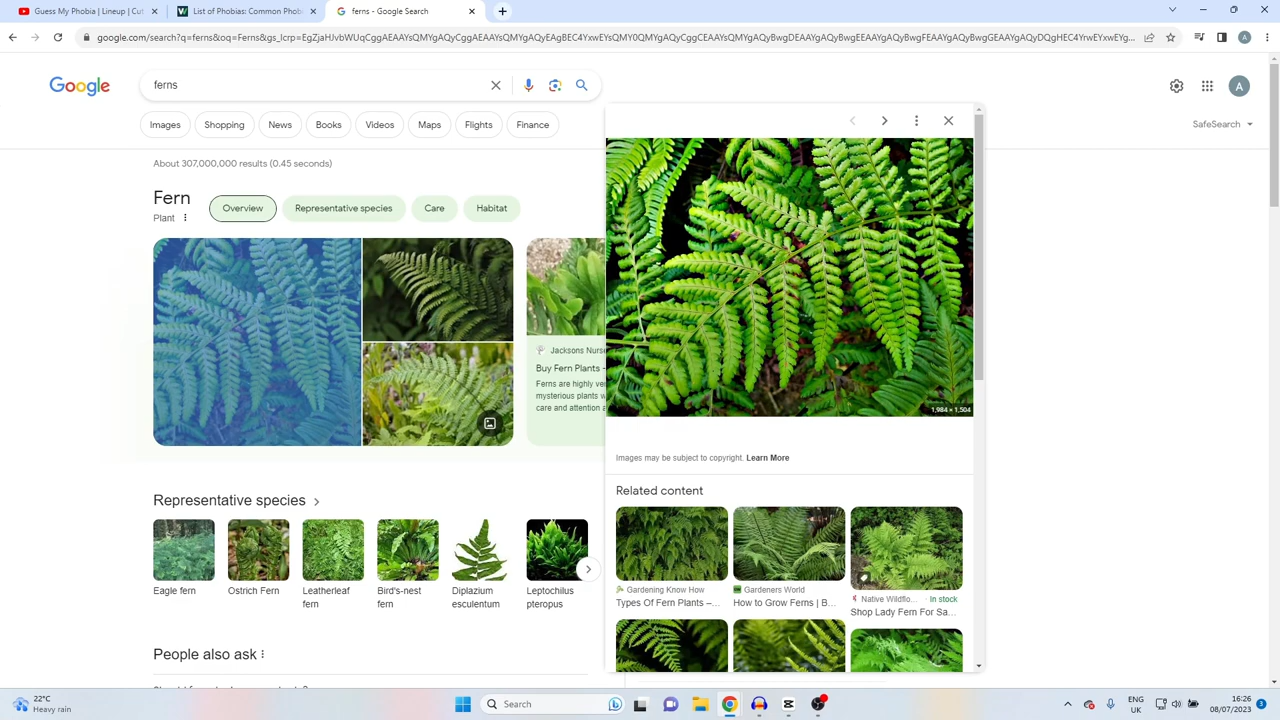 Guess My Phobia | Lineup | Cut
List of Phobias: Common Phobi
ferns - Google Search
google.com/search?q=ferns&oq=Ferns&gs_lcrp=
A
Google
ferns
A
Images
Shopping
News
Books
Videos
Maps
Flights
Finance
SafeSearch
About 307,000,000 results (0.45 seconds)
Fern
Plant
Overview
Representative species
Care
Habitat
Jacksons Nurse
Buy Fern Plants -
Ferns are highly ve
mysterious plants w
care and attention a
1,984 × 1,504
Images may be subject to copyright. Learn More
Related content
Gardening Know How
Types Of Fern Plants –...
Gardeners World
How to Grow Ferns | B...
Native Wildflo... · In stock
Shop Lady Fern For Sa...
Representative species
Eagle fern
Ostrich Fern
Leatherleaf
fern
Bird's-nest
fern
Diplazium
esculentum
Leptochilus
pteropus
People also ask
22°C
Heavy rain
Search
ENG
UK
16:26
08/07/2023
3